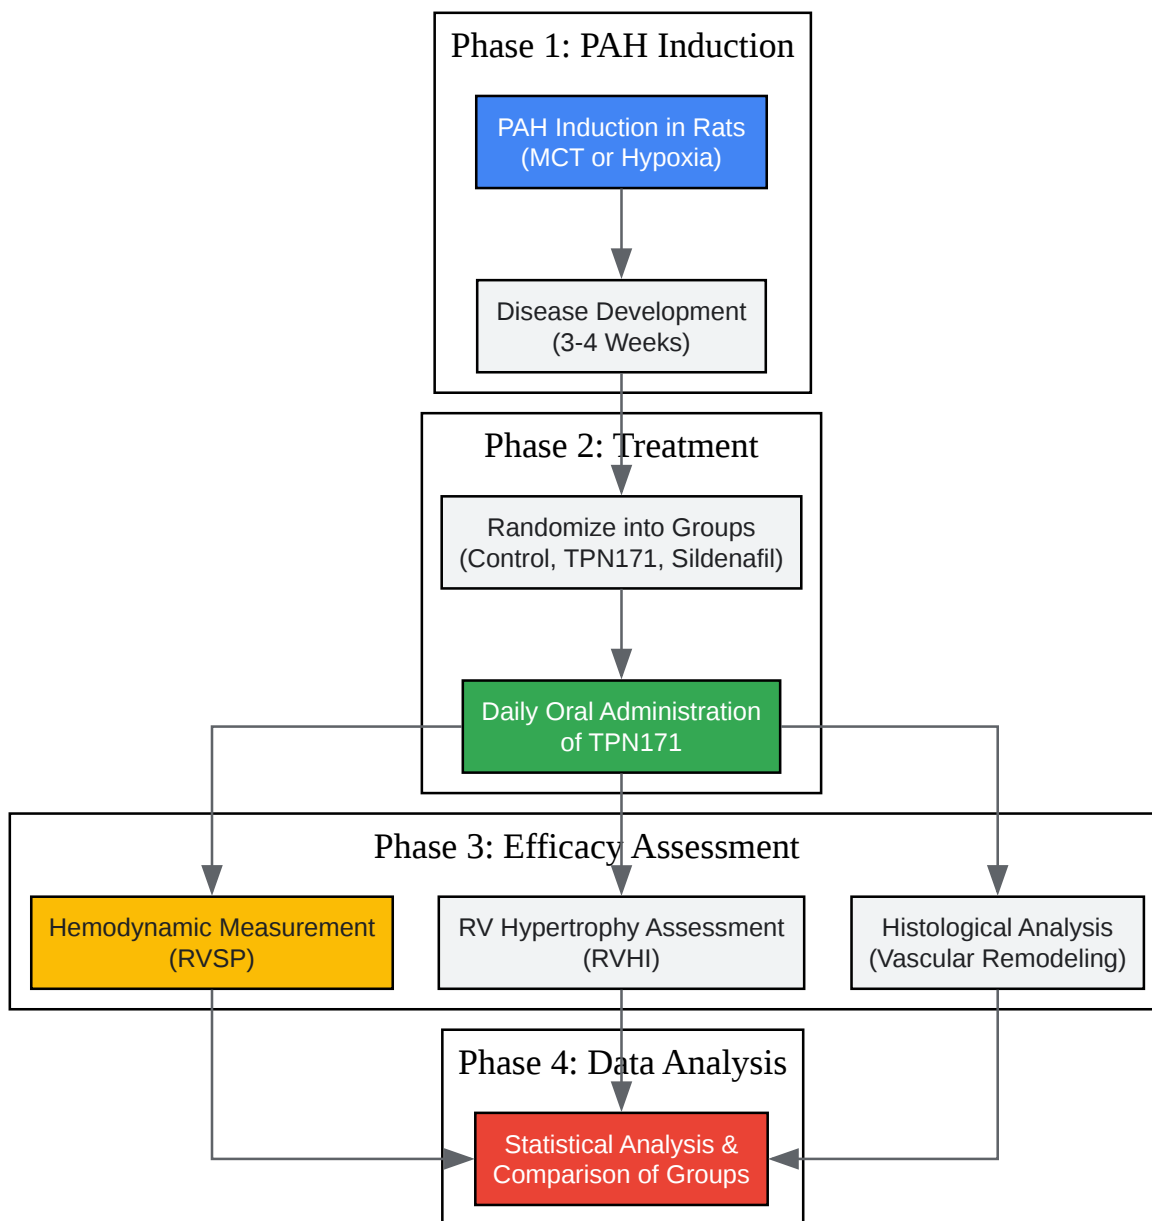 Phase 1: PAH Induction
PAH Induction in Rats
(MCT or Hypoxia)
Disease Development
(3-4 Weeks)
Phase 2: Treatment
Randomize into Groups
(Control, TPN171, Sildenafil)
Daily Oral Administration
of TPN171
Phase 3: Efficacy Assessment
Hemodynamic Measurement
(RVSP)
RV Hypertrophy Assessment
(RVHI)
Histological Analysis
(Vascular Remodeling)
Phase 4: Data Analysis
Statistical Analysis &
Comparison of Groups